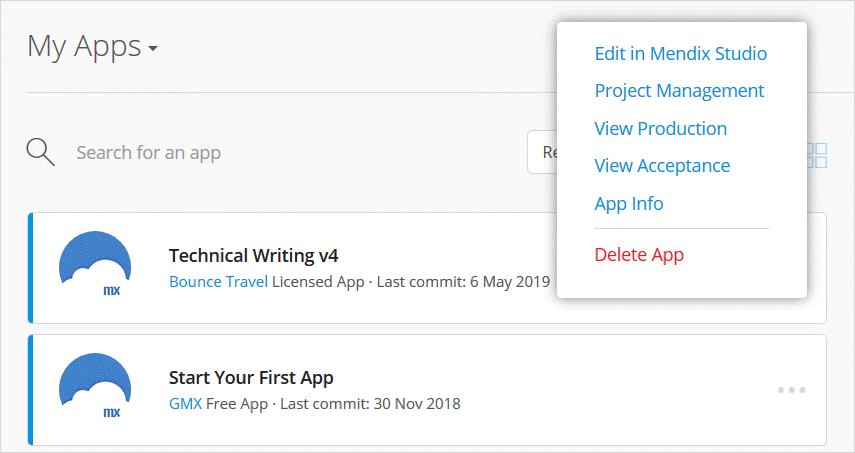 My Apps
Search for an app
Re
Edit in Mendix Studio
Project Management
View Production
View Acceptance
App Info
Delete App
mx
Technical Writing v4
Bounce Travel Licensed App · Last commit: 6 May 2019
mx
Start Your First App
GMX Free App · Last commit: 30 Nov 2018